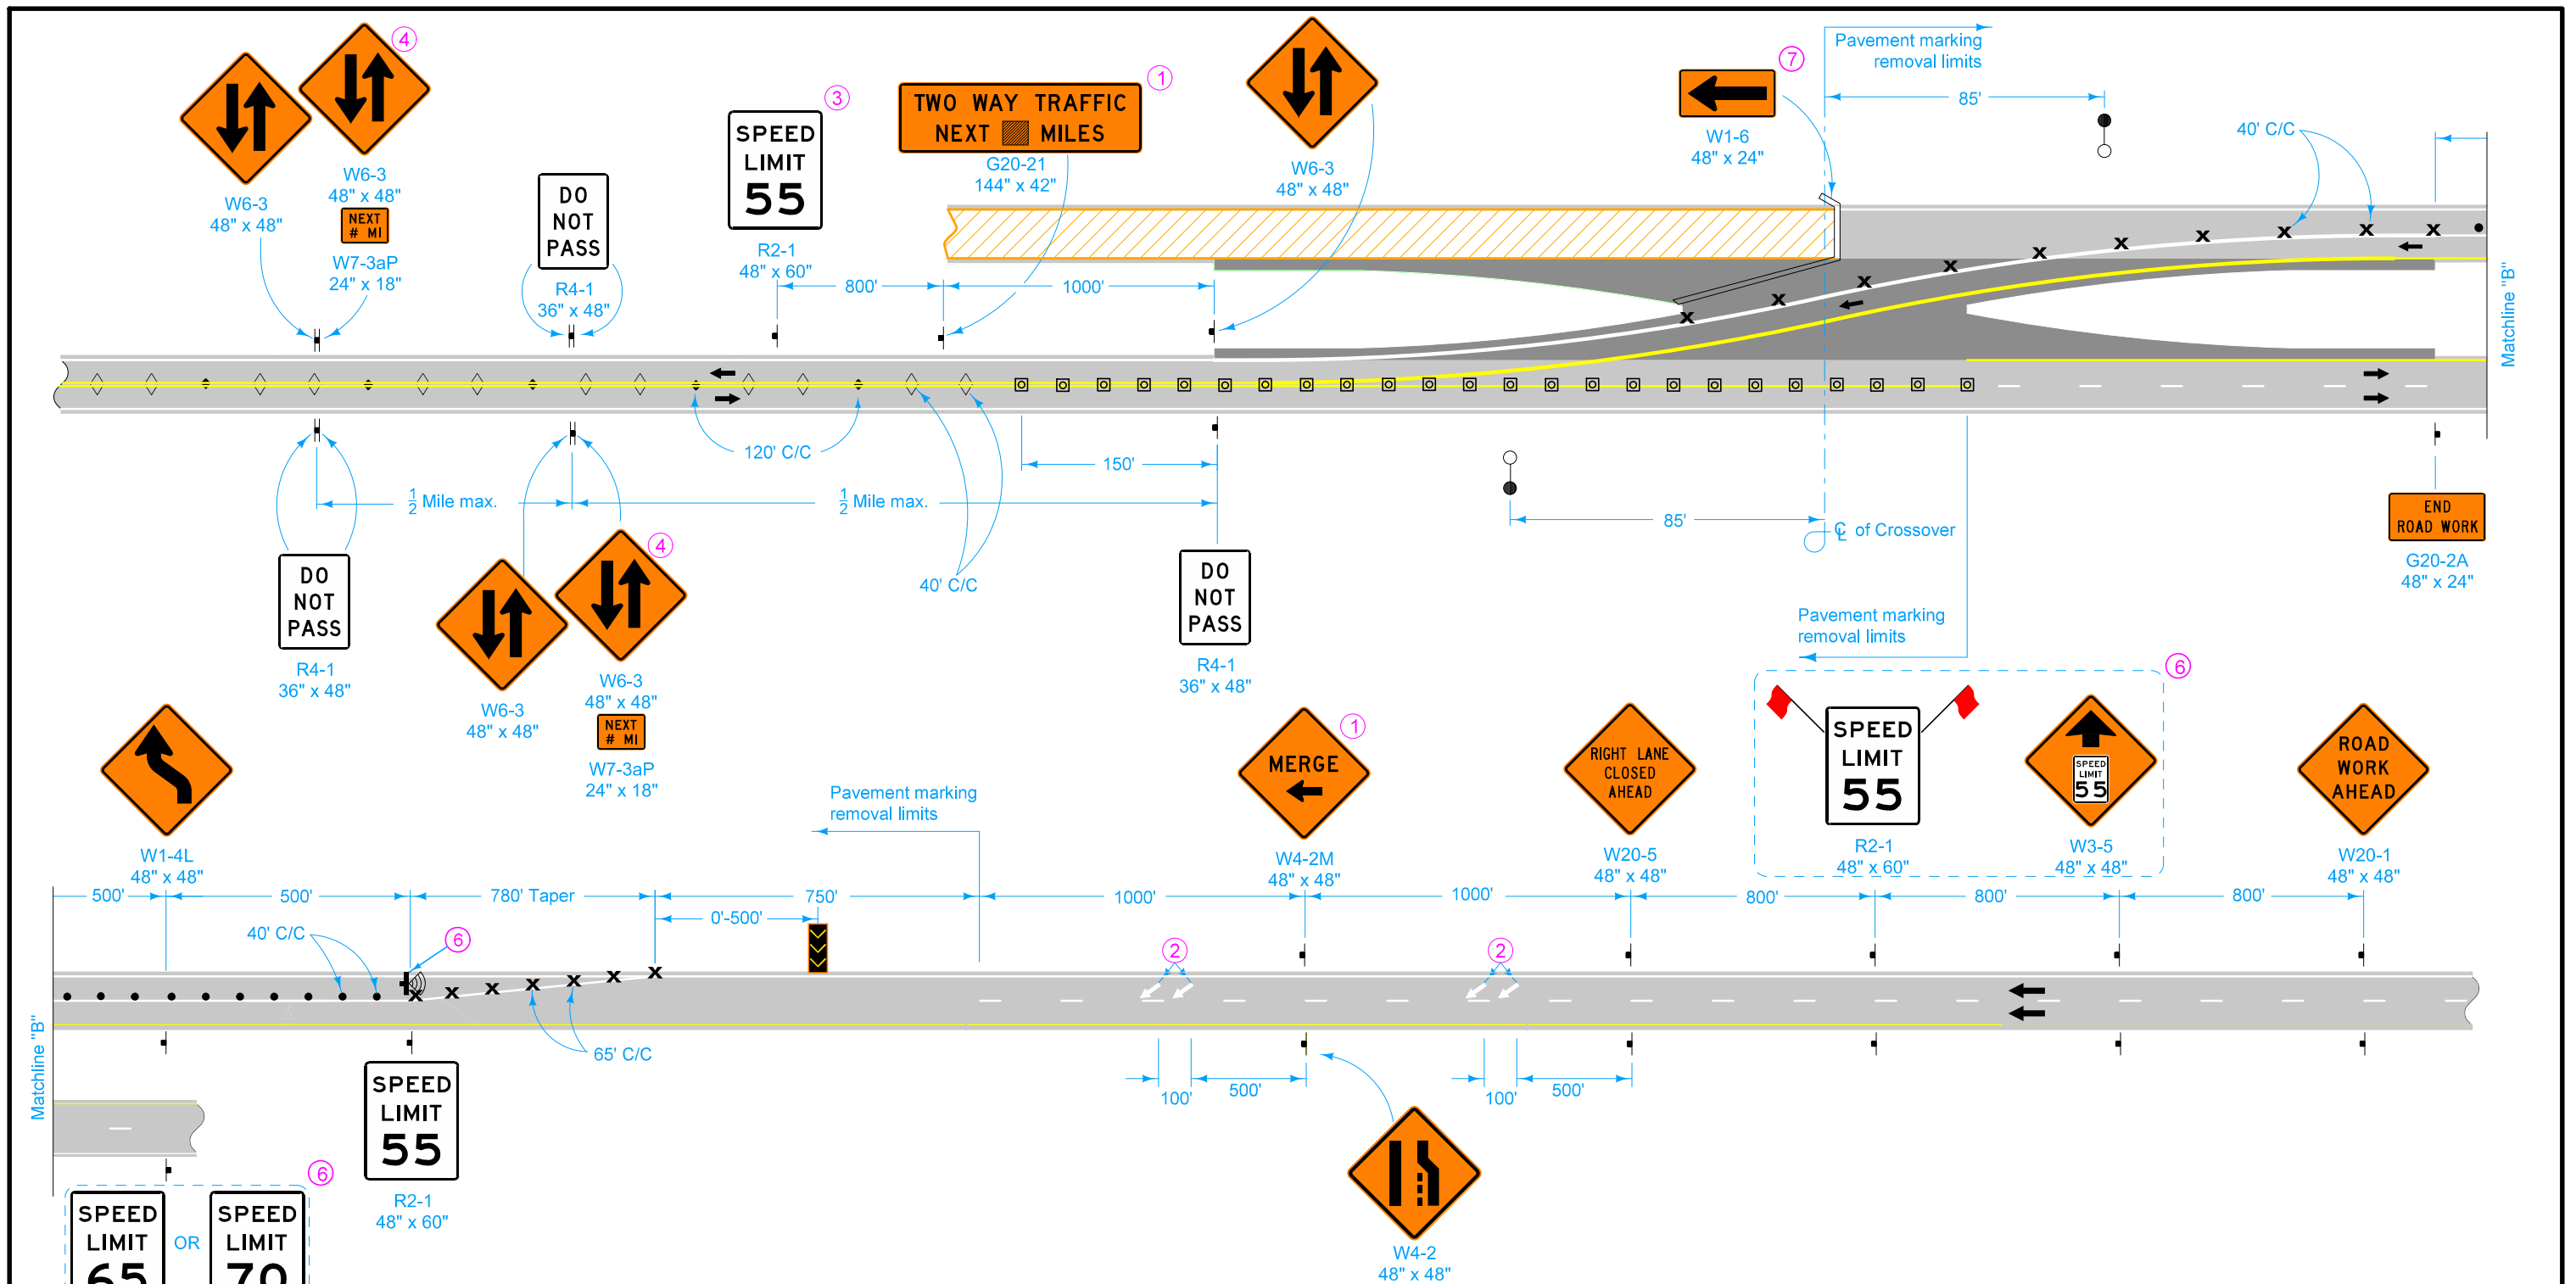 4
W6-3
48" x 48"
W6-3
48" x 48"
NEXT
# MI
W7-3aP
24" x 18"
DO
NOT
PASS
R4-1
36" x 48"
3
SPEED
LIMIT
55
R2-1
48" x 60"
1
TWO WAY TRAFFIC
NEXT MILES
G20-21
144" x 42"
W6-3
48" x 48"
7
W1-6
48" x 24"
Pavement marking
removal limits
85'
40' C/C
800'
1000'
Matchline "B"
120' C/C
150'
1/2 Mile max.
1/2 Mile max.
40' C/C
85'
CL of Crossover
END
ROAD WORK
G20-2A
48" x 24"
DO
NOT
PASS
R4-1
36" x 48"
4
W6-3
48" x 48"
W6-3
48" x 48"
NEXT
# MI
W7-3aP
24" x 18"
DO
NOT
PASS
R4-1
36" x 48"
Pavement marking
removal limits
W1-4L
48" x 48"
Pavement marking
removal limits
1
MERGE
W4-2M
48" x 48"
RIGHT LANE
CLOSED
AHEAD
W20-5
48" x 48"
6
SPEED
LIMIT
55
R2-1
48" x 60"
SPEED
LIMIT
55
W3-5
48" x 48"
ROAD
WORK
AHEAD
W20-1
48" x 48"
500'
500'
780' Taper
750'
1000'
1000'
800'
800'
800'
0'-500'
40' C/C
6
2
2
65' C/C
Matchline "B"
100'
500'
100'
500'
SPEED
LIMIT
55
R2-1
48" x 60"
W4-2
48" x 48"
6
SPEED
LIMIT
65
OR
SPEED
LIMIT
70